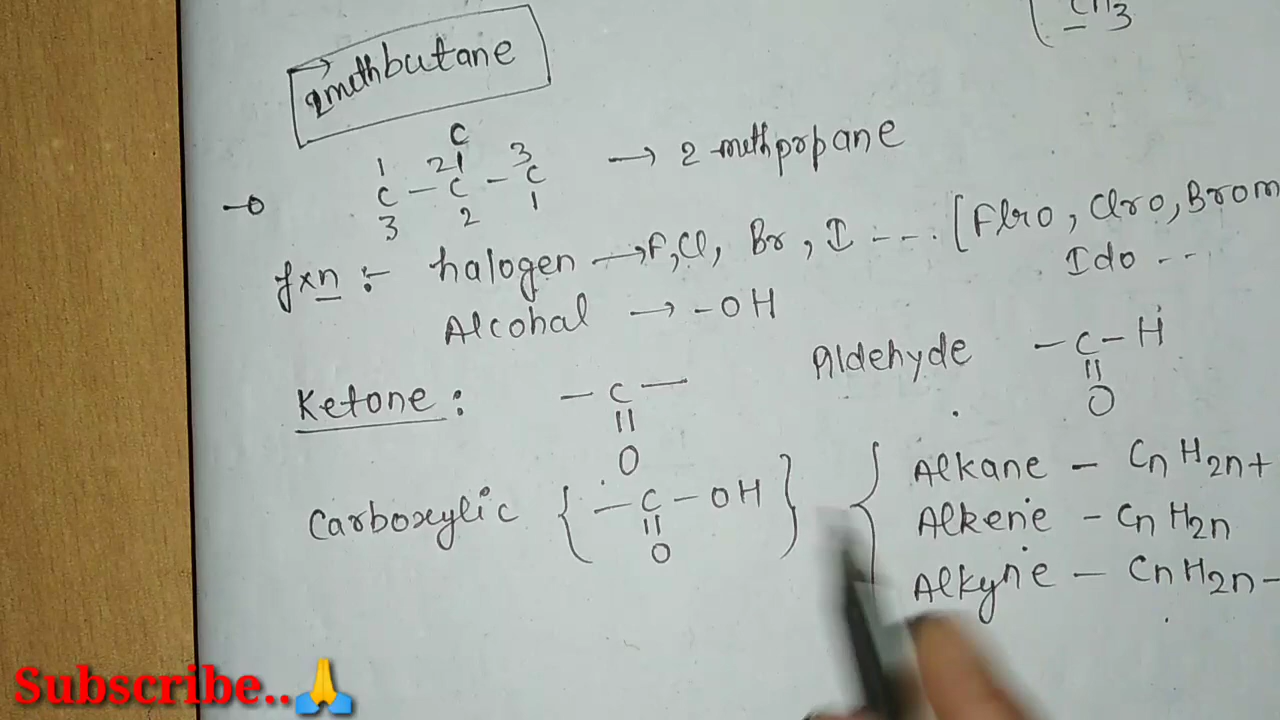 CH3
2methbutane
C
1 2 3
C - C - C → 2 methpropane
3 2 1
fxn :- halogen → F, Cl, Br, I --- [Flro, Clro, Brom
Ido --
Alcohal → -OH
Aldehyde - C - H
O
Ketone : - C -
O
Carboxylic { - C - OH }
O
Alkane - CnH2n+
Alkene - CnH2n
Alkyne - CnH2n-
Subscribe..🙏